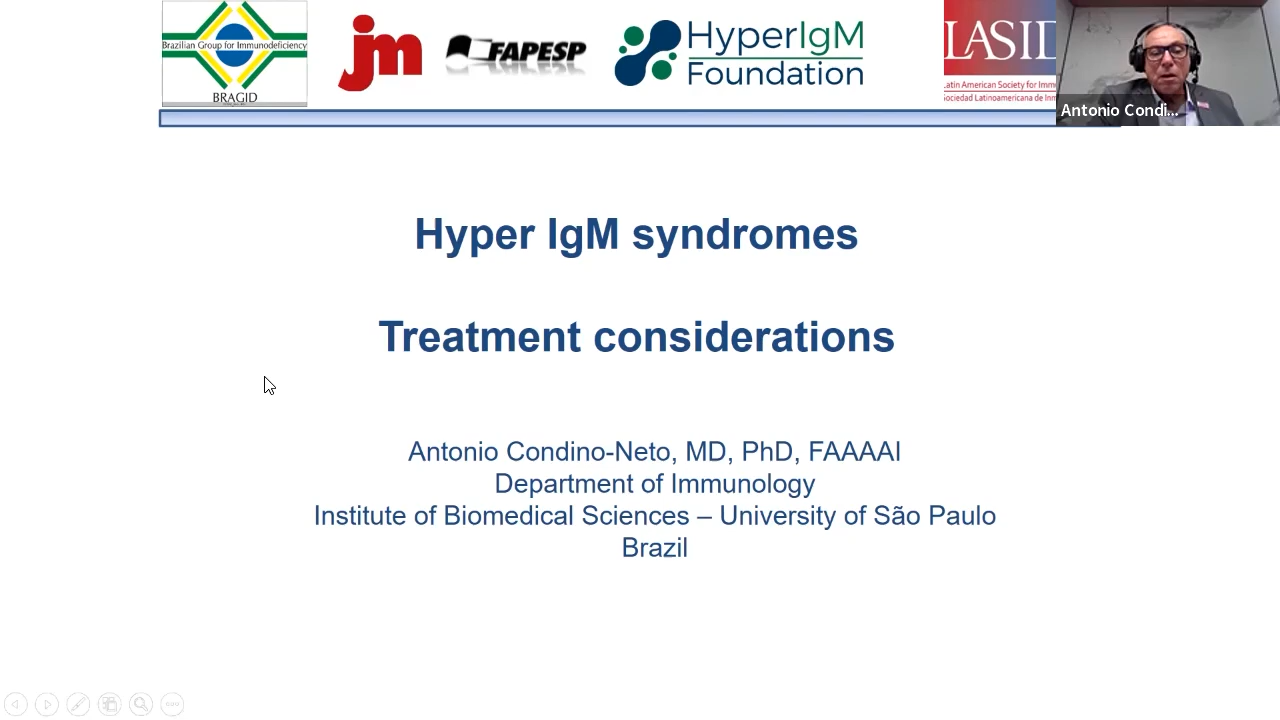 Brazilian Group for Immunodeficiency
BRAGID
jm
FAPESP
HyperIgM
Foundation
LASID
Latin American Society for Immu
Sociedad Latinoamericana de Inm
Antonio Condi...
Hyper IgM syndromes
Treatment considerations
Antonio Condino-Neto, MD, PhD, FAAAAI
Department of Immunology
Institute of Biomedical Sciences – University of São Paulo
Brazil